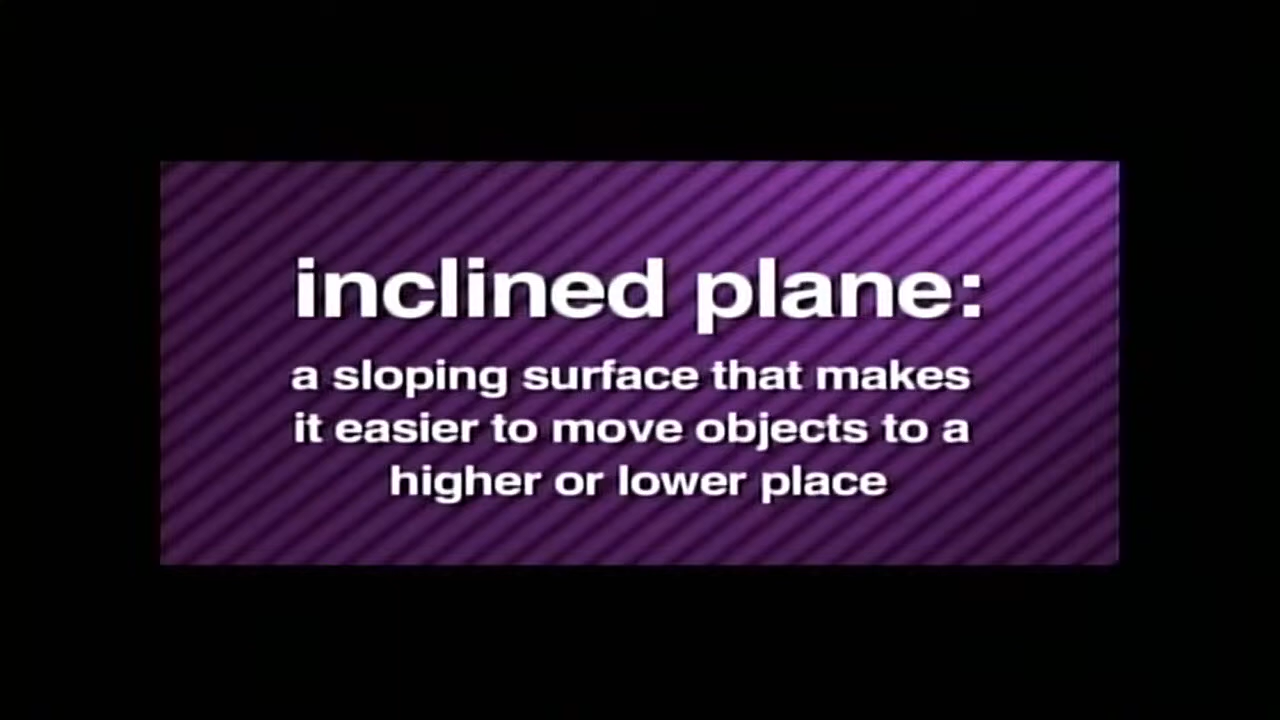 inclined plane:
a sloping surface that makes
it easier to move objects to a
higher or lower place